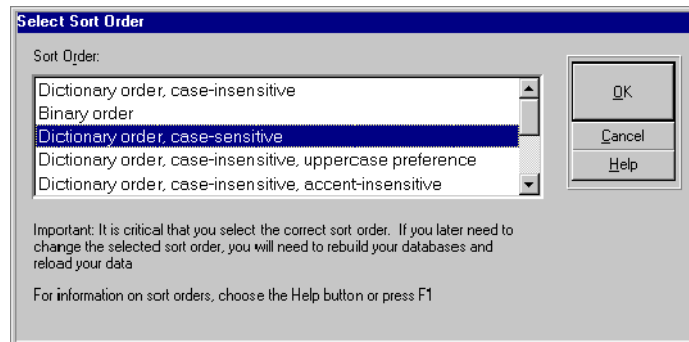 Select Sort Order
Sort Order:
Dictionary order, case-insensitive
Binary order
Dictionary order, case-sensitive
Dictionary order, case-insensitive, uppercase preference
Dictionary order, case-insensitive, accent-insensitive
OK
Cancel
Help
Important: It is critical that you select the correct sort order. If you later need to
change the selected sort order, you will need to rebuild your databases and
reload your data
For information on sort orders, choose the Help button or press F1